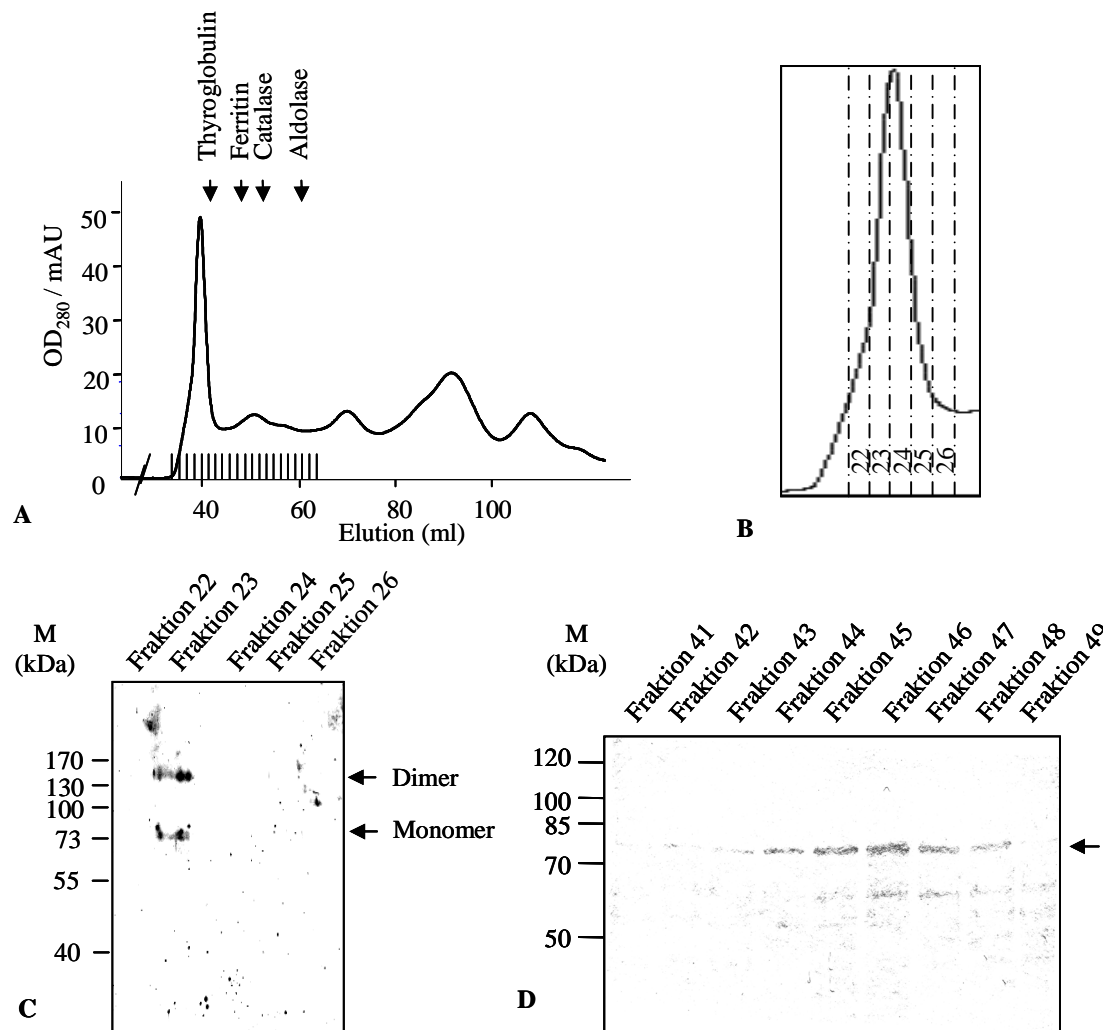 Thyroglobulin
Ferritin
Catalase
Aldolase
OD280 / mAU
50
40
30
20
10
0
40
60
80
100
Elution (ml)
A
22
23
24
25
26
B
M
(kDa)
Fraktion 22
Fraktion 23
Fraktion 24
Fraktion 25
Fraktion 26
170
130
100
73
55
40
Dimer
Monomer
C
M
(kDa)
Fraktion 41
Fraktion 42
Fraktion 43
Fraktion 44
Fraktion 45
Fraktion 46
Fraktion 47
Fraktion 48
Fraktion 49
120
100
85
70
50
D